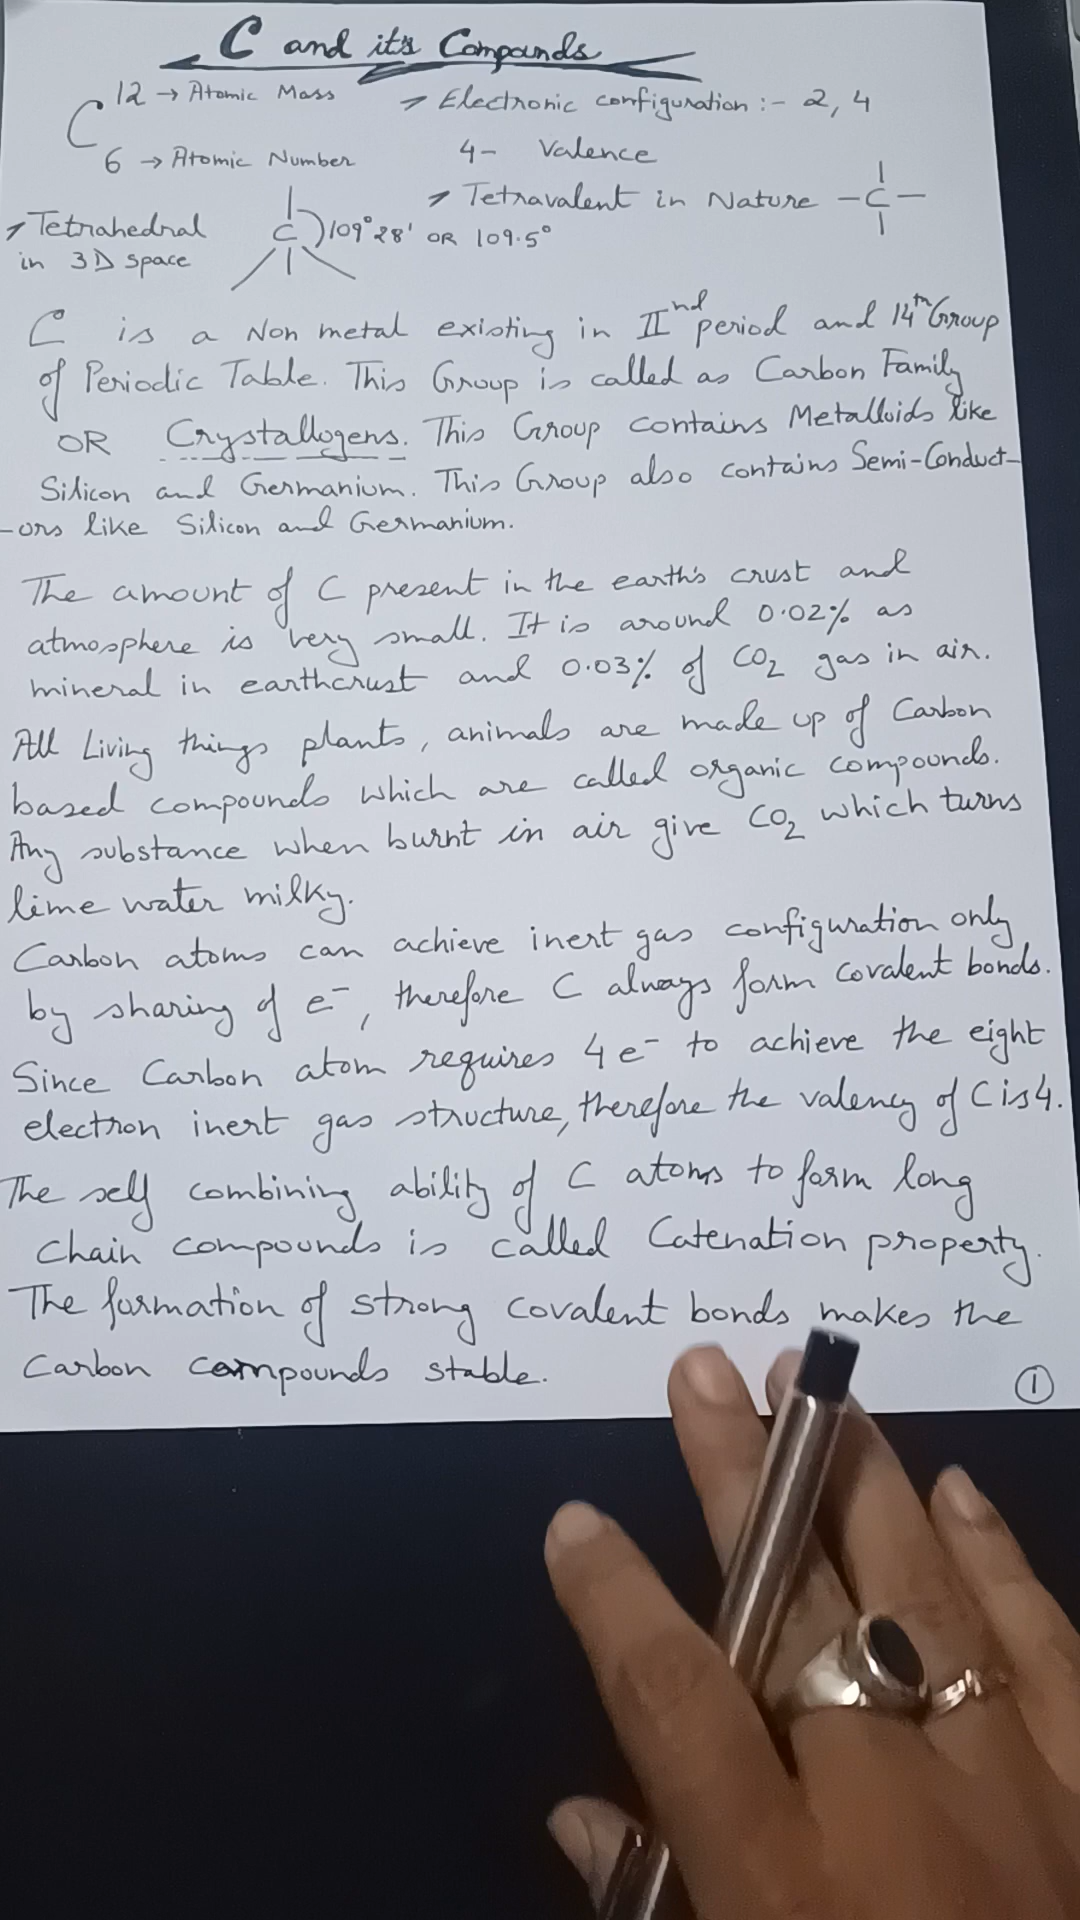 C and it's Compounds
C 12 → Atomic Mass
6 → Atomic Number
→ Electronic configuration :- 2, 4
4- Valence
→ Tetravalent in Nature -C-
→ Tetrahedral in 3D space
C 109°28' OR 109.5°
C is a Non metal existing in IInd period and 14th Group
of Periodic Table. This Group is called as Carbon Family
OR Crystallogens. This Group contains Metalloids like
Silicon and Germanium. This Group also contains Semi-Conduct-
-ors like Silicon and Germanium.
The amount of C present in the earth's crust and
atmosphere is very small. It is around 0.02% as
mineral in earthcrust and 0.03% of CO2 gas in air.
All Living things plants, animals are made up of Carbon
based compounds which are called organic compounds.
Any substance when burnt in air give CO2 which turns
lime water milky.
Carbon atoms can achieve inert gas configuration only
by sharing of e-, therefore C always form covalent bonds.
Since Carbon atom requires 4 e- to achieve the eight
electron inert gas structure, therefore the valency of C is 4.
The self combining ability of C atoms to form long
chain compounds is called Catenation property.
The formation of strong covalent bonds makes the
Carbon compounds stable.
1